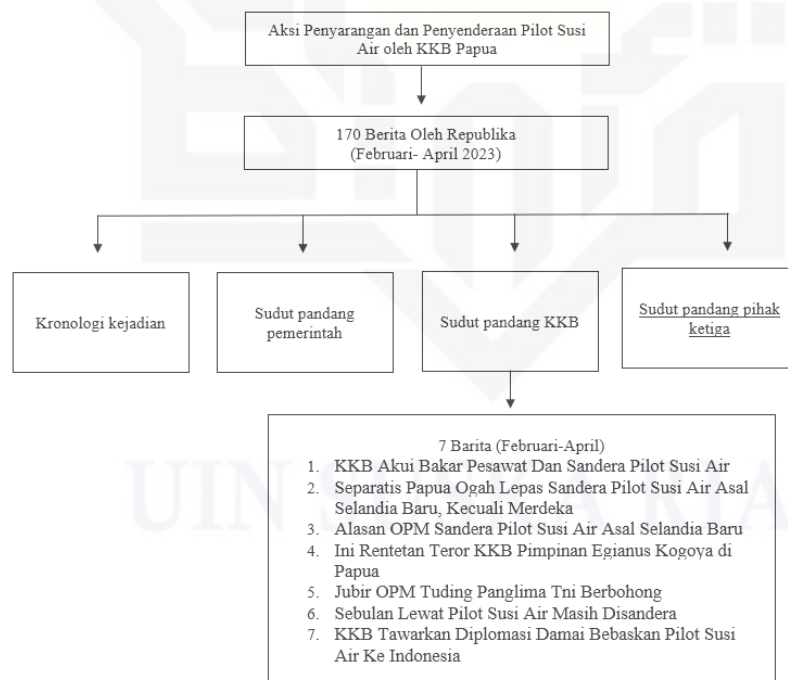 Aksi Penyarangan dan Penyenderaan Pilot Susi
Air oleh KKB Papua
170 Berita Oleh Republika
(Februari- April 2023)
Kronologi kejadian
Sudut pandang
pemerintah
Sudut pandang KKB
Sudut pandang pihak
ketiga
7 Barita (Februari-April)
1. KKB Akui Bakar Pesawat Dan Sandera Pilot Susi Air
2. Separatis Papua Ogah Lepas Sandera Pilot Susi Air Asal
Selandia Baru, Kecuali Merdeka
3. Alasan OPM Sandera Pilot Susi Air Asal Selandia Baru
4. Ini Rentetan Teror KKB Pimpinan Egianus Kogoya di
Papua
5. Jubir OPM Tuding Panglima Tni Berbohong
6. Sebulan Lewat Pilot Susi Air Masih Disandera
7. KKB Tawarkan Diplomasi Damai Bebaskan Pilot Susi
Air Ke Indonesia
UIN